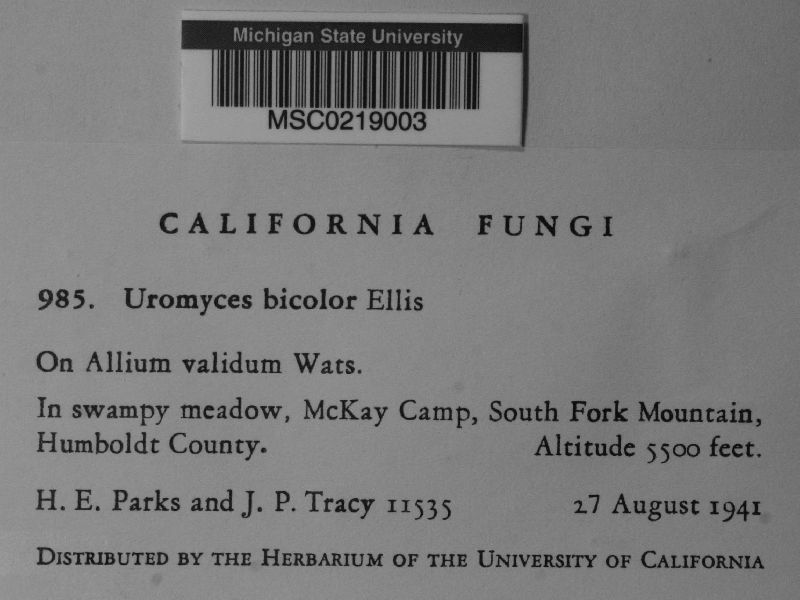 Michigan State University
MSC0219003
CALIFORNIA FUNGI
985. Uromyces bicolor Ellis
On Allium validum Wats.
In swampy meadow, McKay Camp, South Fork Mountain,
Humboldt County. Altitude 5500 feet.
H. E. Parks and J. P. Tracy 11535 27 August 1941
DISTRIBUTED BY THE HERBARIUM OF THE UNIVERSITY OF CALIFORNIA